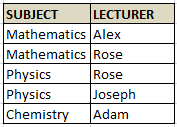 SUBJECT LECTURER
Mathematics Alex
Mathematics Rose
Physics Rose
Physics Joseph
Chemistry Adam